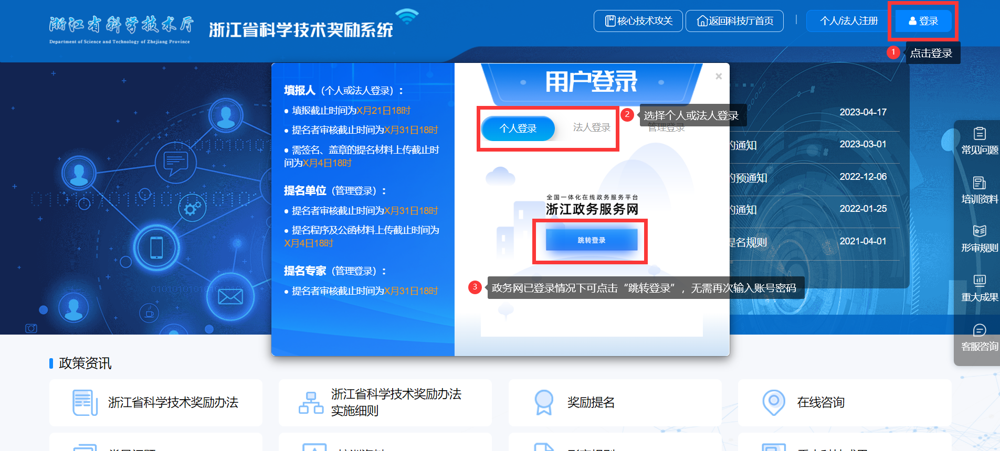 浙江省科学技术厅
Department of Science and Technology of Zhejiang Province
浙江省科学技术奖励系统
核心技术攻关
返回科技厅首页
个人/法人注册
登录
1
点击登录
填报人（个人或法人登录）：
• 填报截止时间为X月21日18时
• 提名者审核截止时间为X月31日18时
• 需签名、盖章的提名材料上传截止时
间为X月4日18时
提名单位（管理登录）：
• 提名者审核截止时间为X月31日18时
• 提名程序及公函材料上传截止时间为
X月4日18时
提名专家（管理登录）：
• 提名者审核截止时间为X月31日18时
用户登录
×
个人登录
法人登录
管理登录
2
选择个人或法人登录
全国一体化在线政务服务平台
浙江政务服务网
跳转登录
3
政务网已登录情况下可点击“跳转登录”，无需再次输入账号密码
2023-04-17
的通知
2023-03-01
的预通知
2022-12-06
的通知
2022-01-25
提名规则
2021-04-01
常见问题
培训资料
形审规则
重大成果
客服咨询
政策资讯
浙江省科学技术奖励办法
浙江省科学技术奖励办法
实施细则
奖励提名
在线咨询